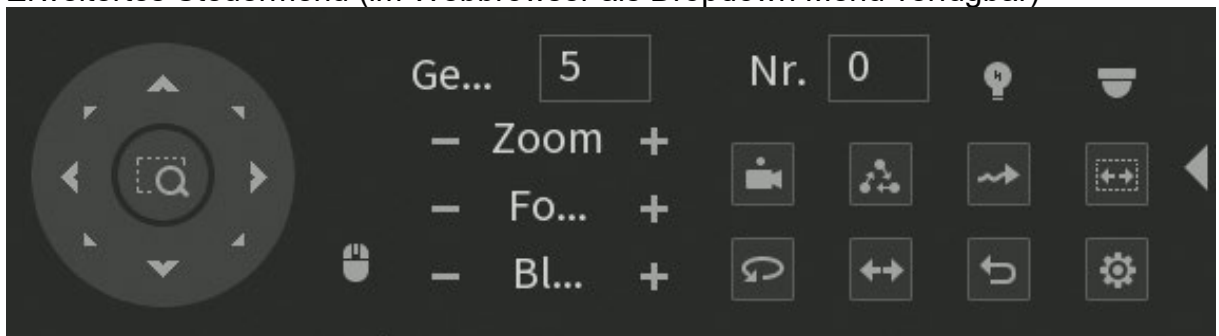 Erweitertes Steuermenü (im Webbrowser als Dropdown-Menü verfügbar)
Ge... 5 Nr. 0
− Zoom +
− Fo... +
− Bl... +